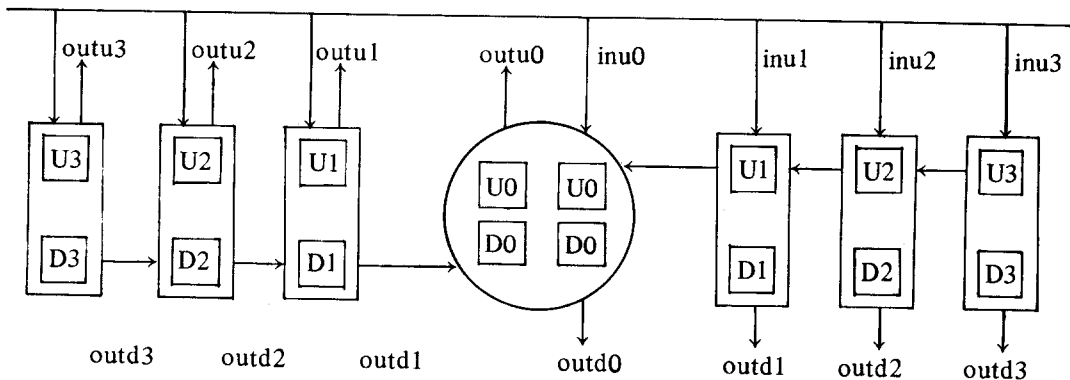 outu3 outu2 outu1 outu0 inu0 inu1 inu2 inu3
U3 U2 U1 U0 U0 U1 U2 U3
D3 D2 D1 D0 D0 D1 D2 D3
outd3 outd2 outd1 outd0 outd1 outd2 outd3